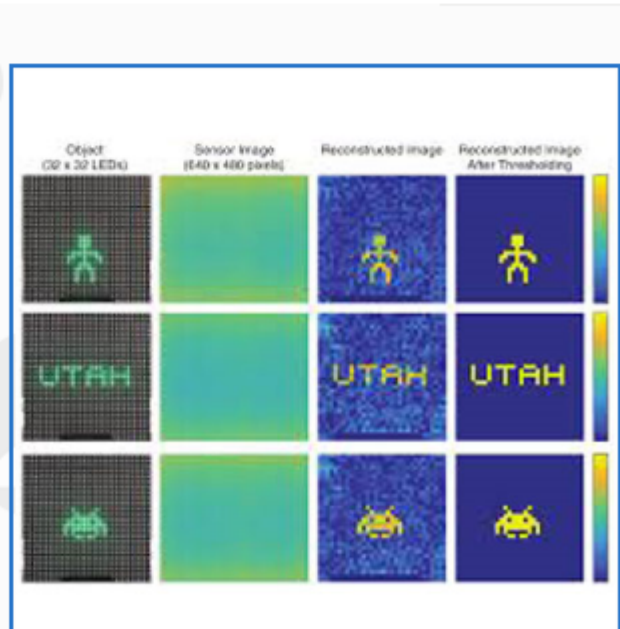 Object
(32 x 32 LEDs)
Sensor Image
(640 x 480 pixels)
Reconstructed Image
Reconstructed Image
After Thresholding
UTAH
UTAH
UTAH